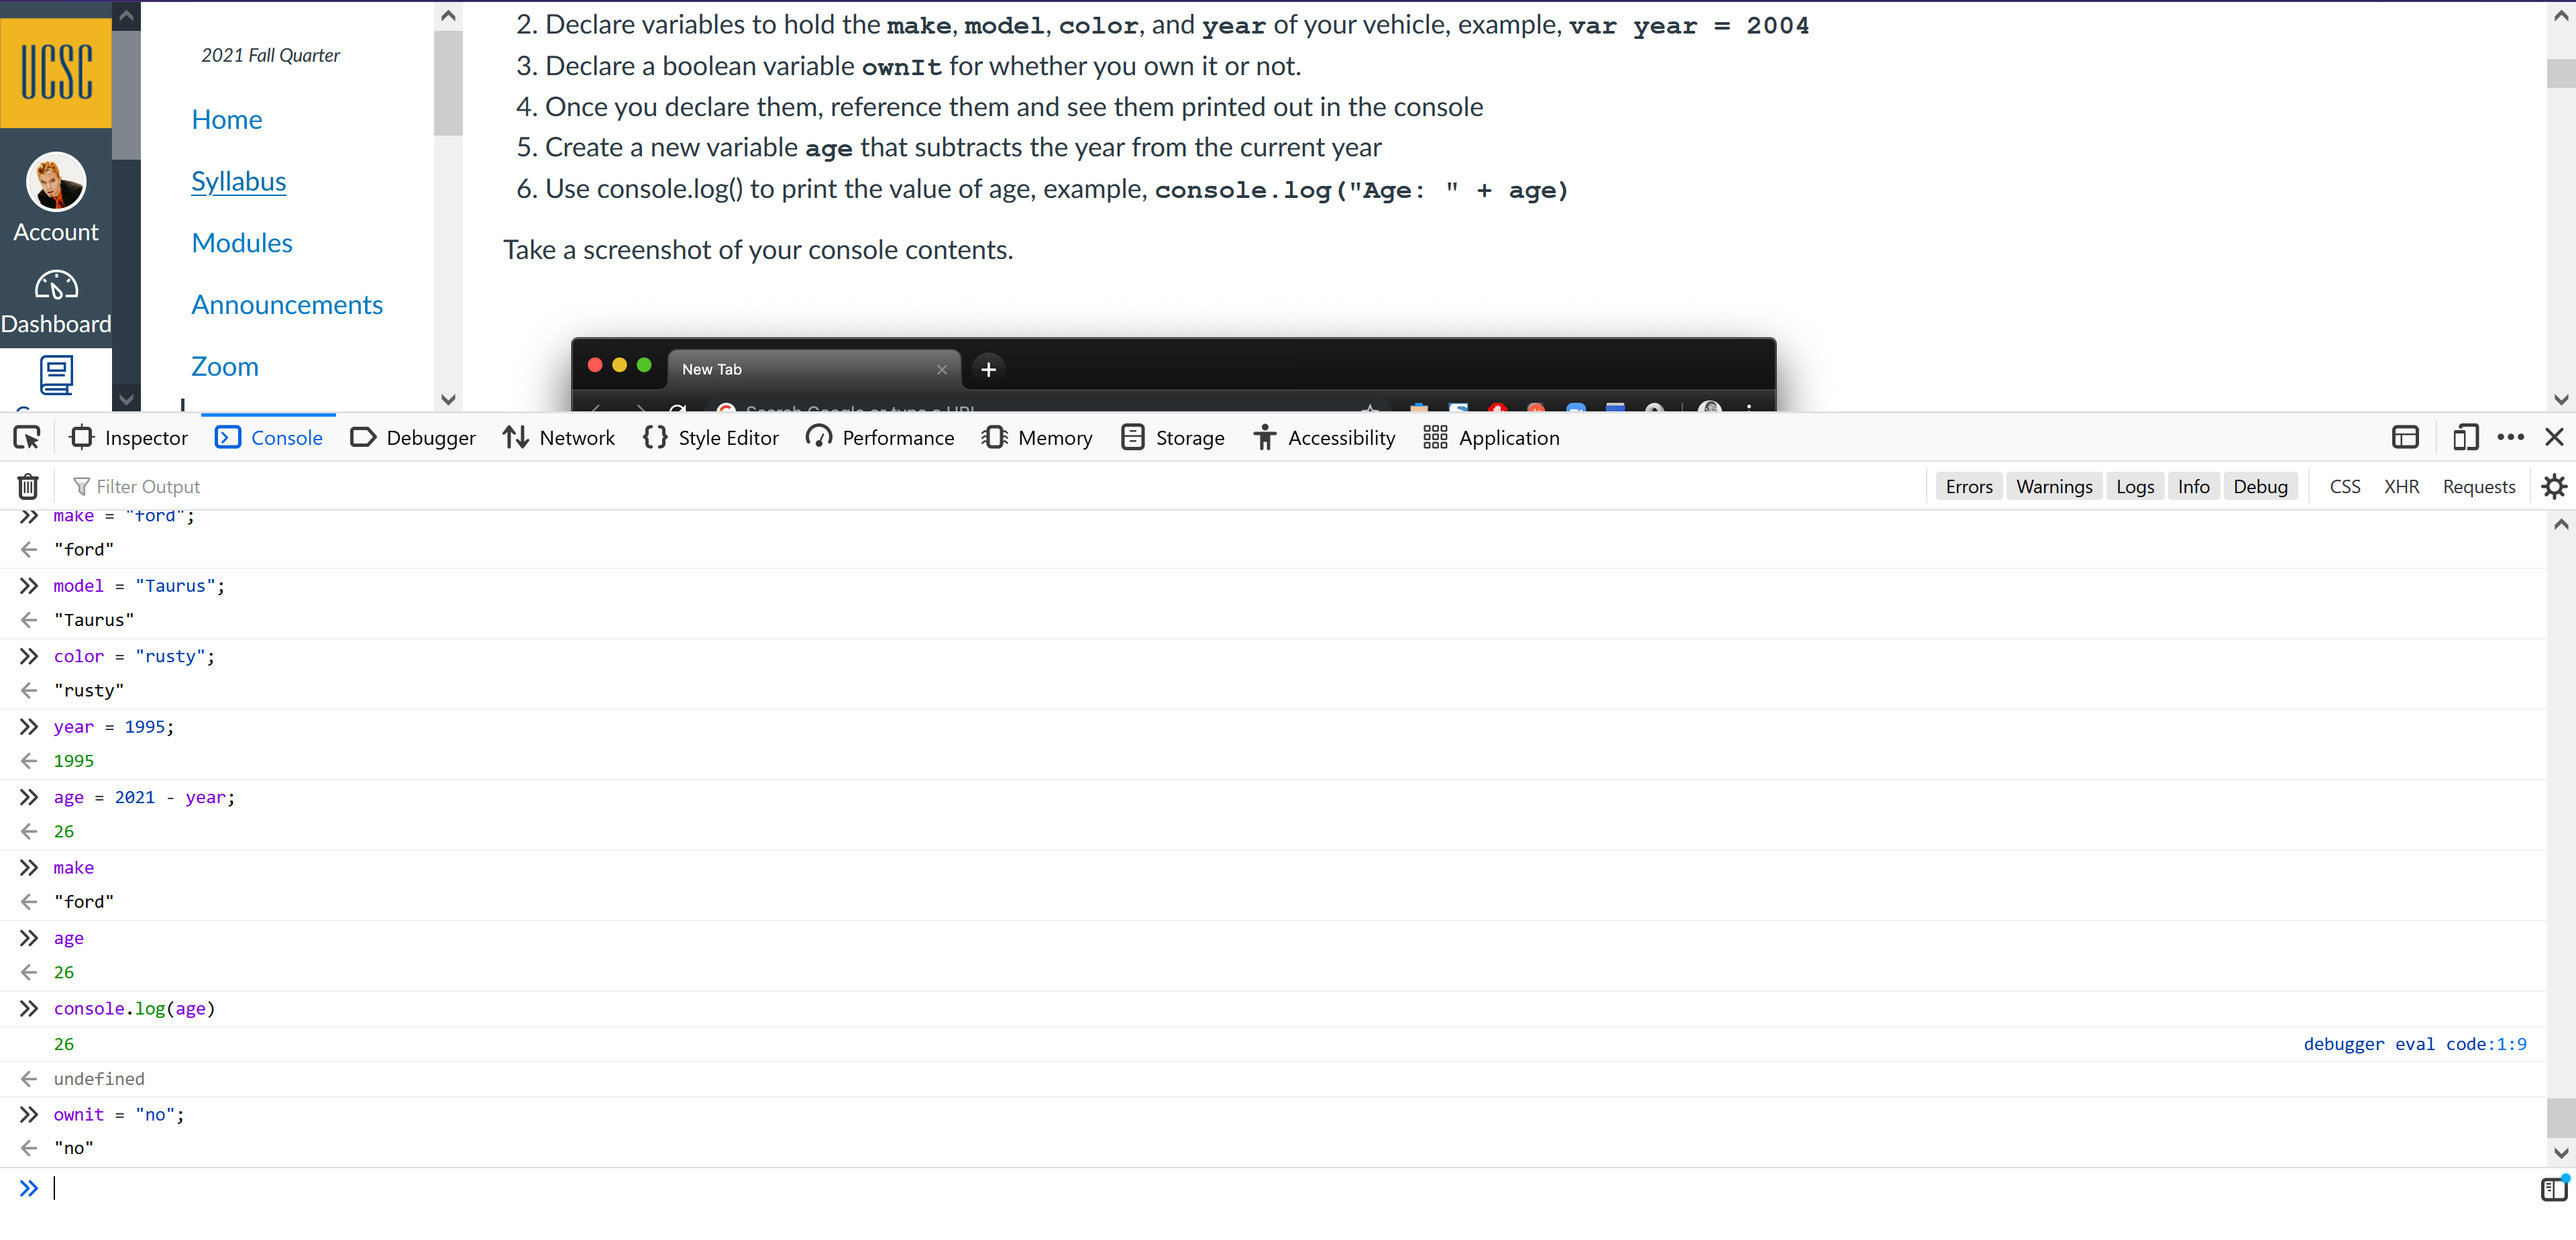 2. Declare variables to hold the make, model, color, and year of your vehicle, example, var year = 2004
3. Declare a boolean variable ownIt for whether you own it or not.
4. Once you declare them, reference them and see them printed out in the console
5. Create a new variable age that subtracts the year from the current year
6. Use console.log() to print the value of age, example, console.log("Age: " + age)
Take a screenshot of your console contents.
UCSC
Account
Dashboard
2021 Fall Quarter
Home
Syllabus
Modules
Announcements
Zoom
New Tab
Search Google or type a URL
Inspector Console Debugger Network Style Editor Performance Memory Storage Accessibility Application
Filter Output Errors Warnings Logs Info Debug CSS XHR Requests
make = "ford";
"ford"
model = "Taurus";
"Taurus"
color = "rusty";
"rusty"
year = 1995;
1995
age = 2021 - year;
26
make
"ford"
age
26
console.log(age)
26 debugger eval code:1:9
undefined
ownit = "no";
"no"